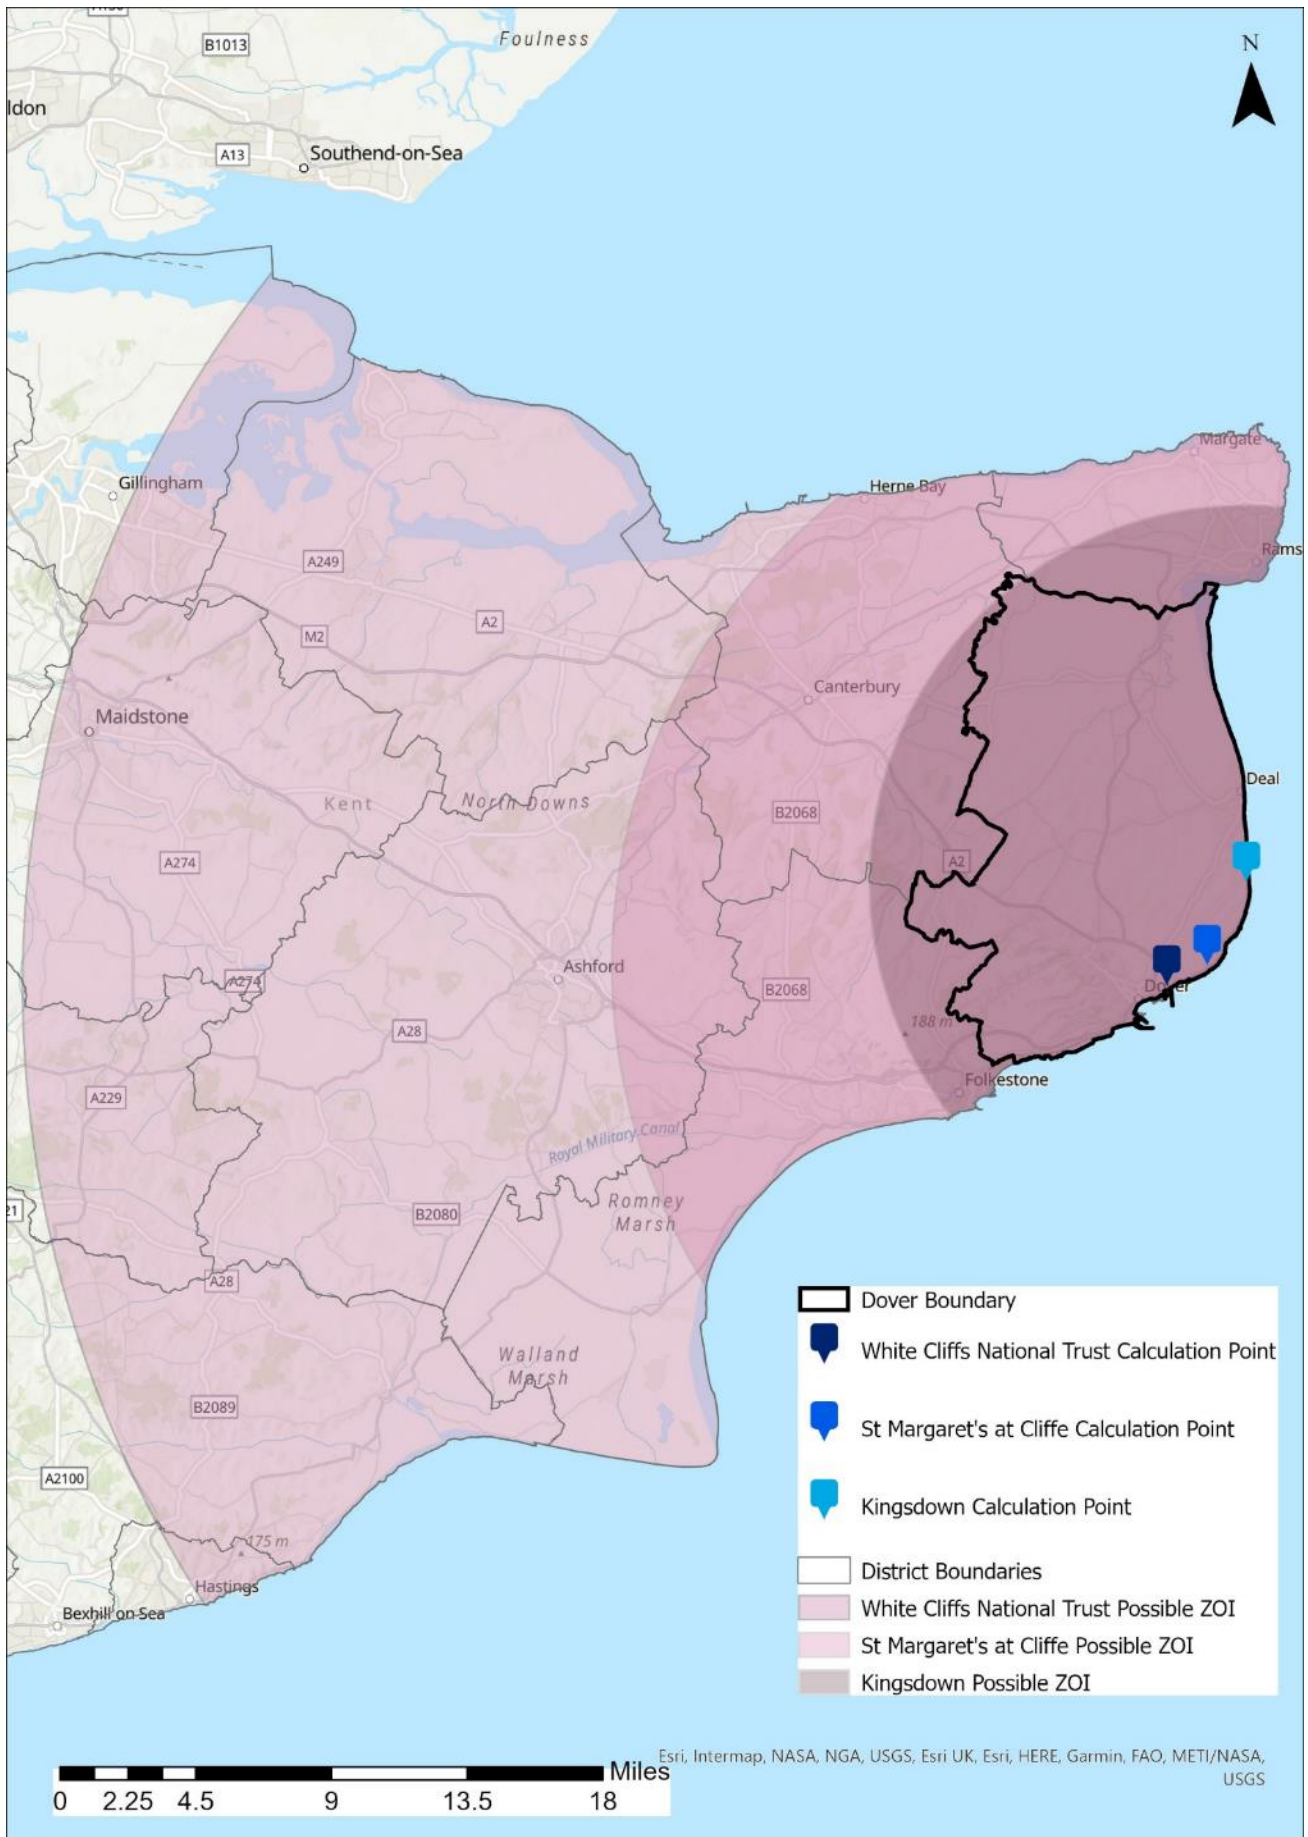 B1013
Foulness
N
ldon
A13
Southend-on-Sea
Margate
Gillingham
Herne Bay
A249
Rams
A2
M2
Canterbury
Maidstone
Deal
Kent
North Downs
B2068
A274
A2
Ashford
A274
B2068
Dover
A28
188 m
Folkestone
A229
Royal Military Canal
21
B2080
Romney
Marsh
A28
Dover Boundary
White Cliffs National Trust Calculation Point
Walland
Marsh
B2089
St Margaret's at Cliffe Calculation Point
A2100
Kingsdown Calculation Point
175 m
District Boundaries
Hastings
White Cliffs National Trust Possible ZOI
Bexhill on Sea
St Margaret's at Cliffe Possible ZOI
Kingsdown Possible ZOI
Esri, Intermap, NASA, NGA, USGS, Esri UK, Esri, HERE, Garmin, FAO, METI/NASA,
USGS
Miles
0 2.25 4.5 9 13.5 18